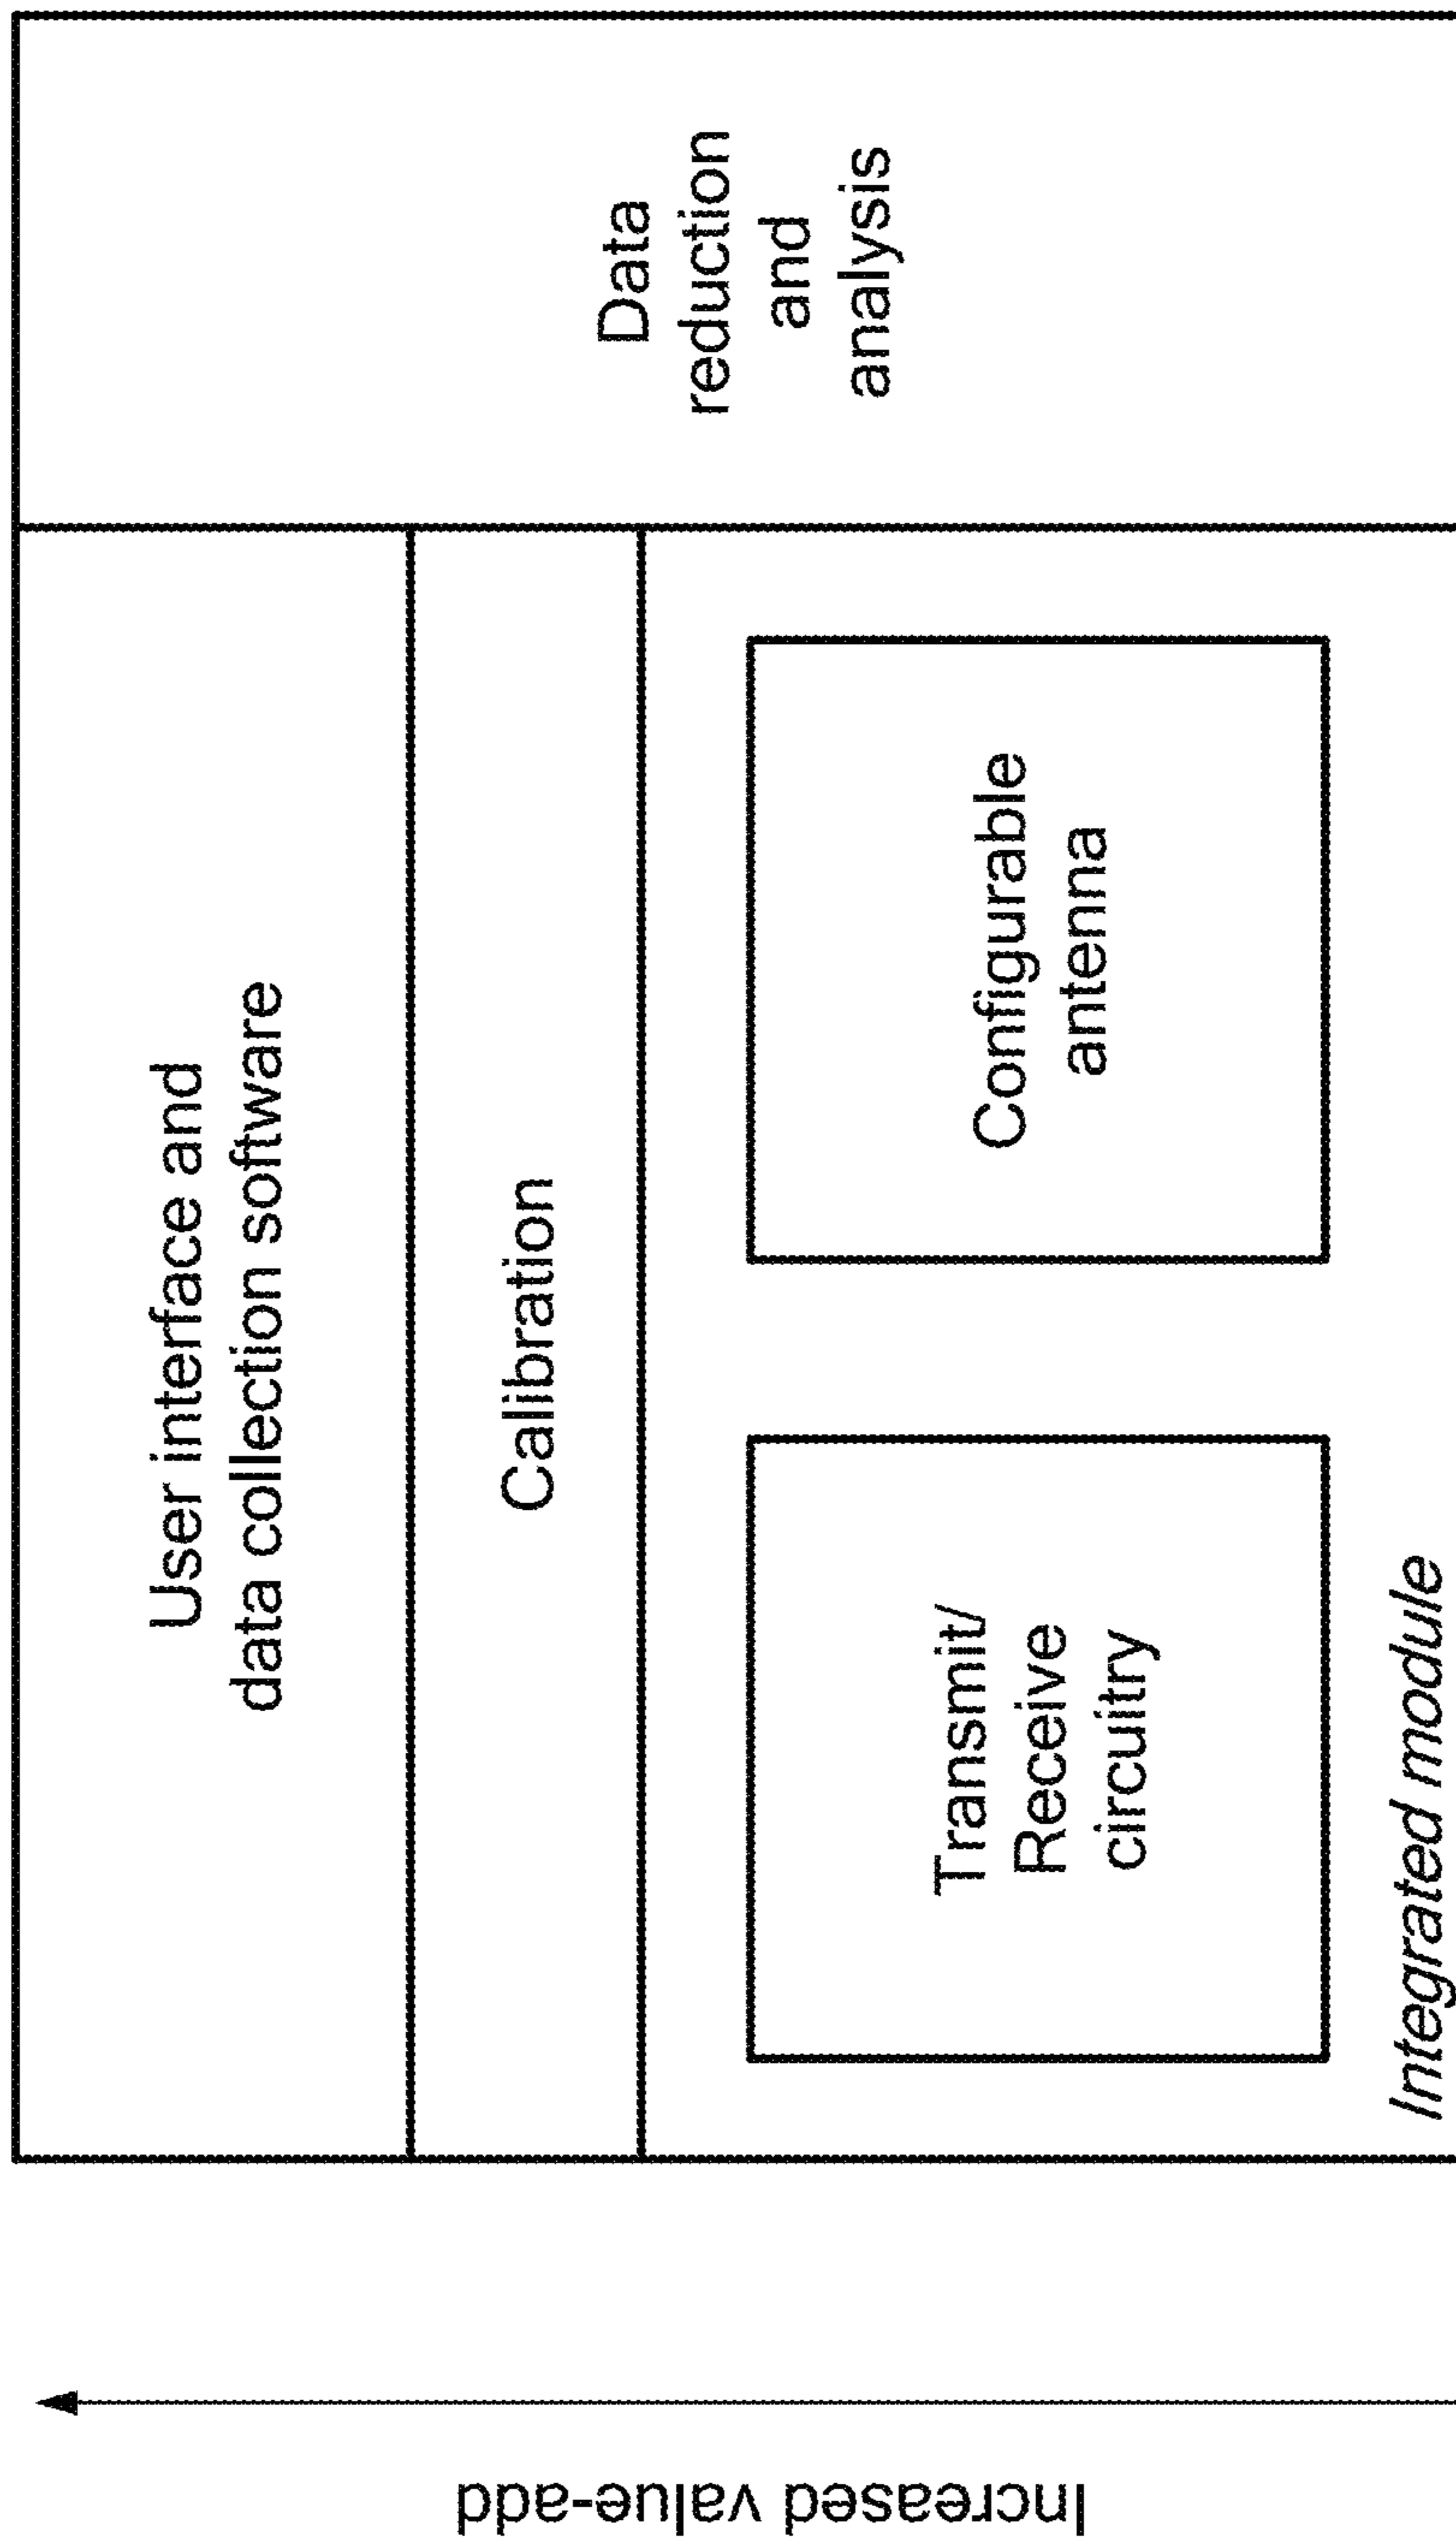 Increased value-add
User interface and
data collection software
Calibration
Transmit/
Receive
circuitry
Configurable
antenna
Integrated module
Data
reduction
and
analysis